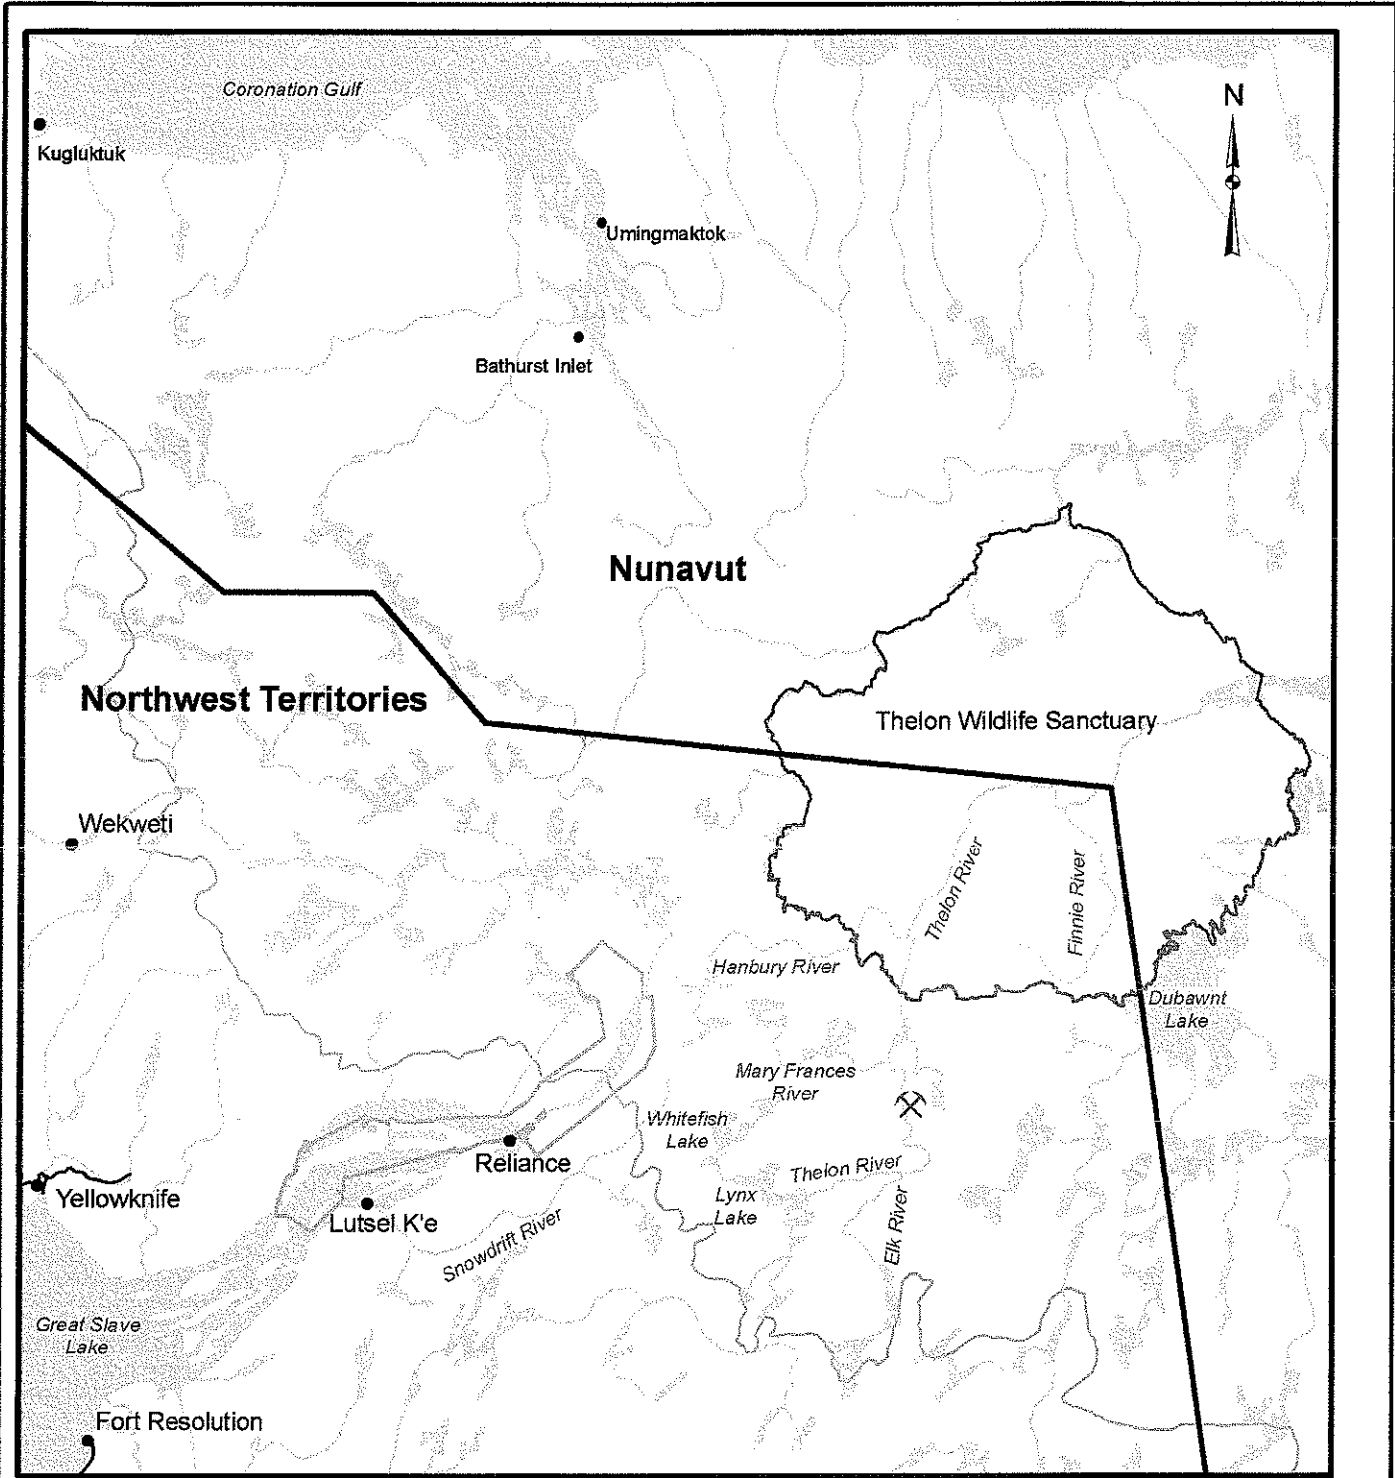 Coronation Gulf
N
Kugluktuk
Umingmaktok
Bathurst Inlet
Nunavut
Northwest Territories
Thelon Wildlife Sanctuary
Wekweti
Thelon River
Finnie River
Hanbury River
Dubawnt
Lake
Mary Frances
River
Whitefish
Lake
Reliance
Thelon River
Yellowknife
Lutsel K'e
Lynx
Lake
Elk River
Snowdrift River
Great Slave
Lake
Fort Resolution